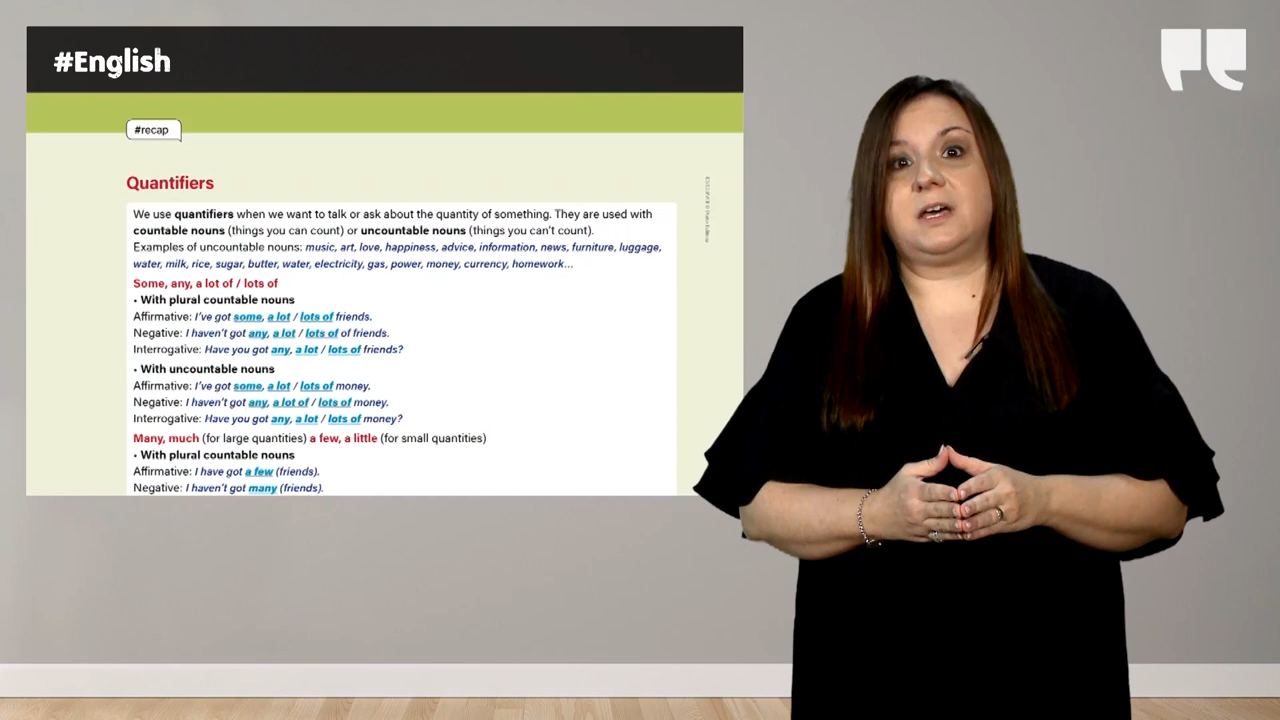 #English
#recap
Quantifiers
We use quantifiers when we want to talk or ask about the quantity of something. They are used with
countable nouns (things you can count) or uncountable nouns (things you can't count).
Examples of uncountable nouns: music, art, love, happiness, advice, information, news, furniture, luggage,
water, milk, rice, sugar, butter, water, electricity, gas, power, money, currency, homework...
Some, any, a lot of / lots of
• With plural countable nouns
Affirmative: I've got some, a lot / lots of friends.
Negative: I haven't got any, a lot / lots of of friends.
Interrogative: Have you got any, a lot / lots of friends?
• With uncountable nouns
Affirmative: I've got some, a lot / lots of money.
Negative: I haven't got any, a lot of / lots of money.
Interrogative: Have you got any, a lot / lots of money?
Many, much (for large quantities) a few, a little (for small quantities)
• With plural countable nouns
Affirmative: I have got a few (friends).
Negative: I haven't got many (friends).